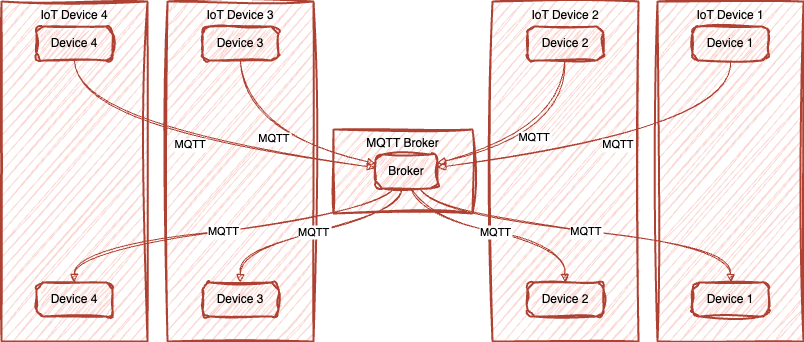 IoT Device 4
IoT Device 3
IoT Device 2
IoT Device 1
Device 4
Device 3
Device 2
Device 1
MQTT
MQTT
MQTT
MQTT
MQTT Broker
Broker
MQTT
MQTT
MQTT
MQTT
Device 4
Device 3
Device 2
Device 1